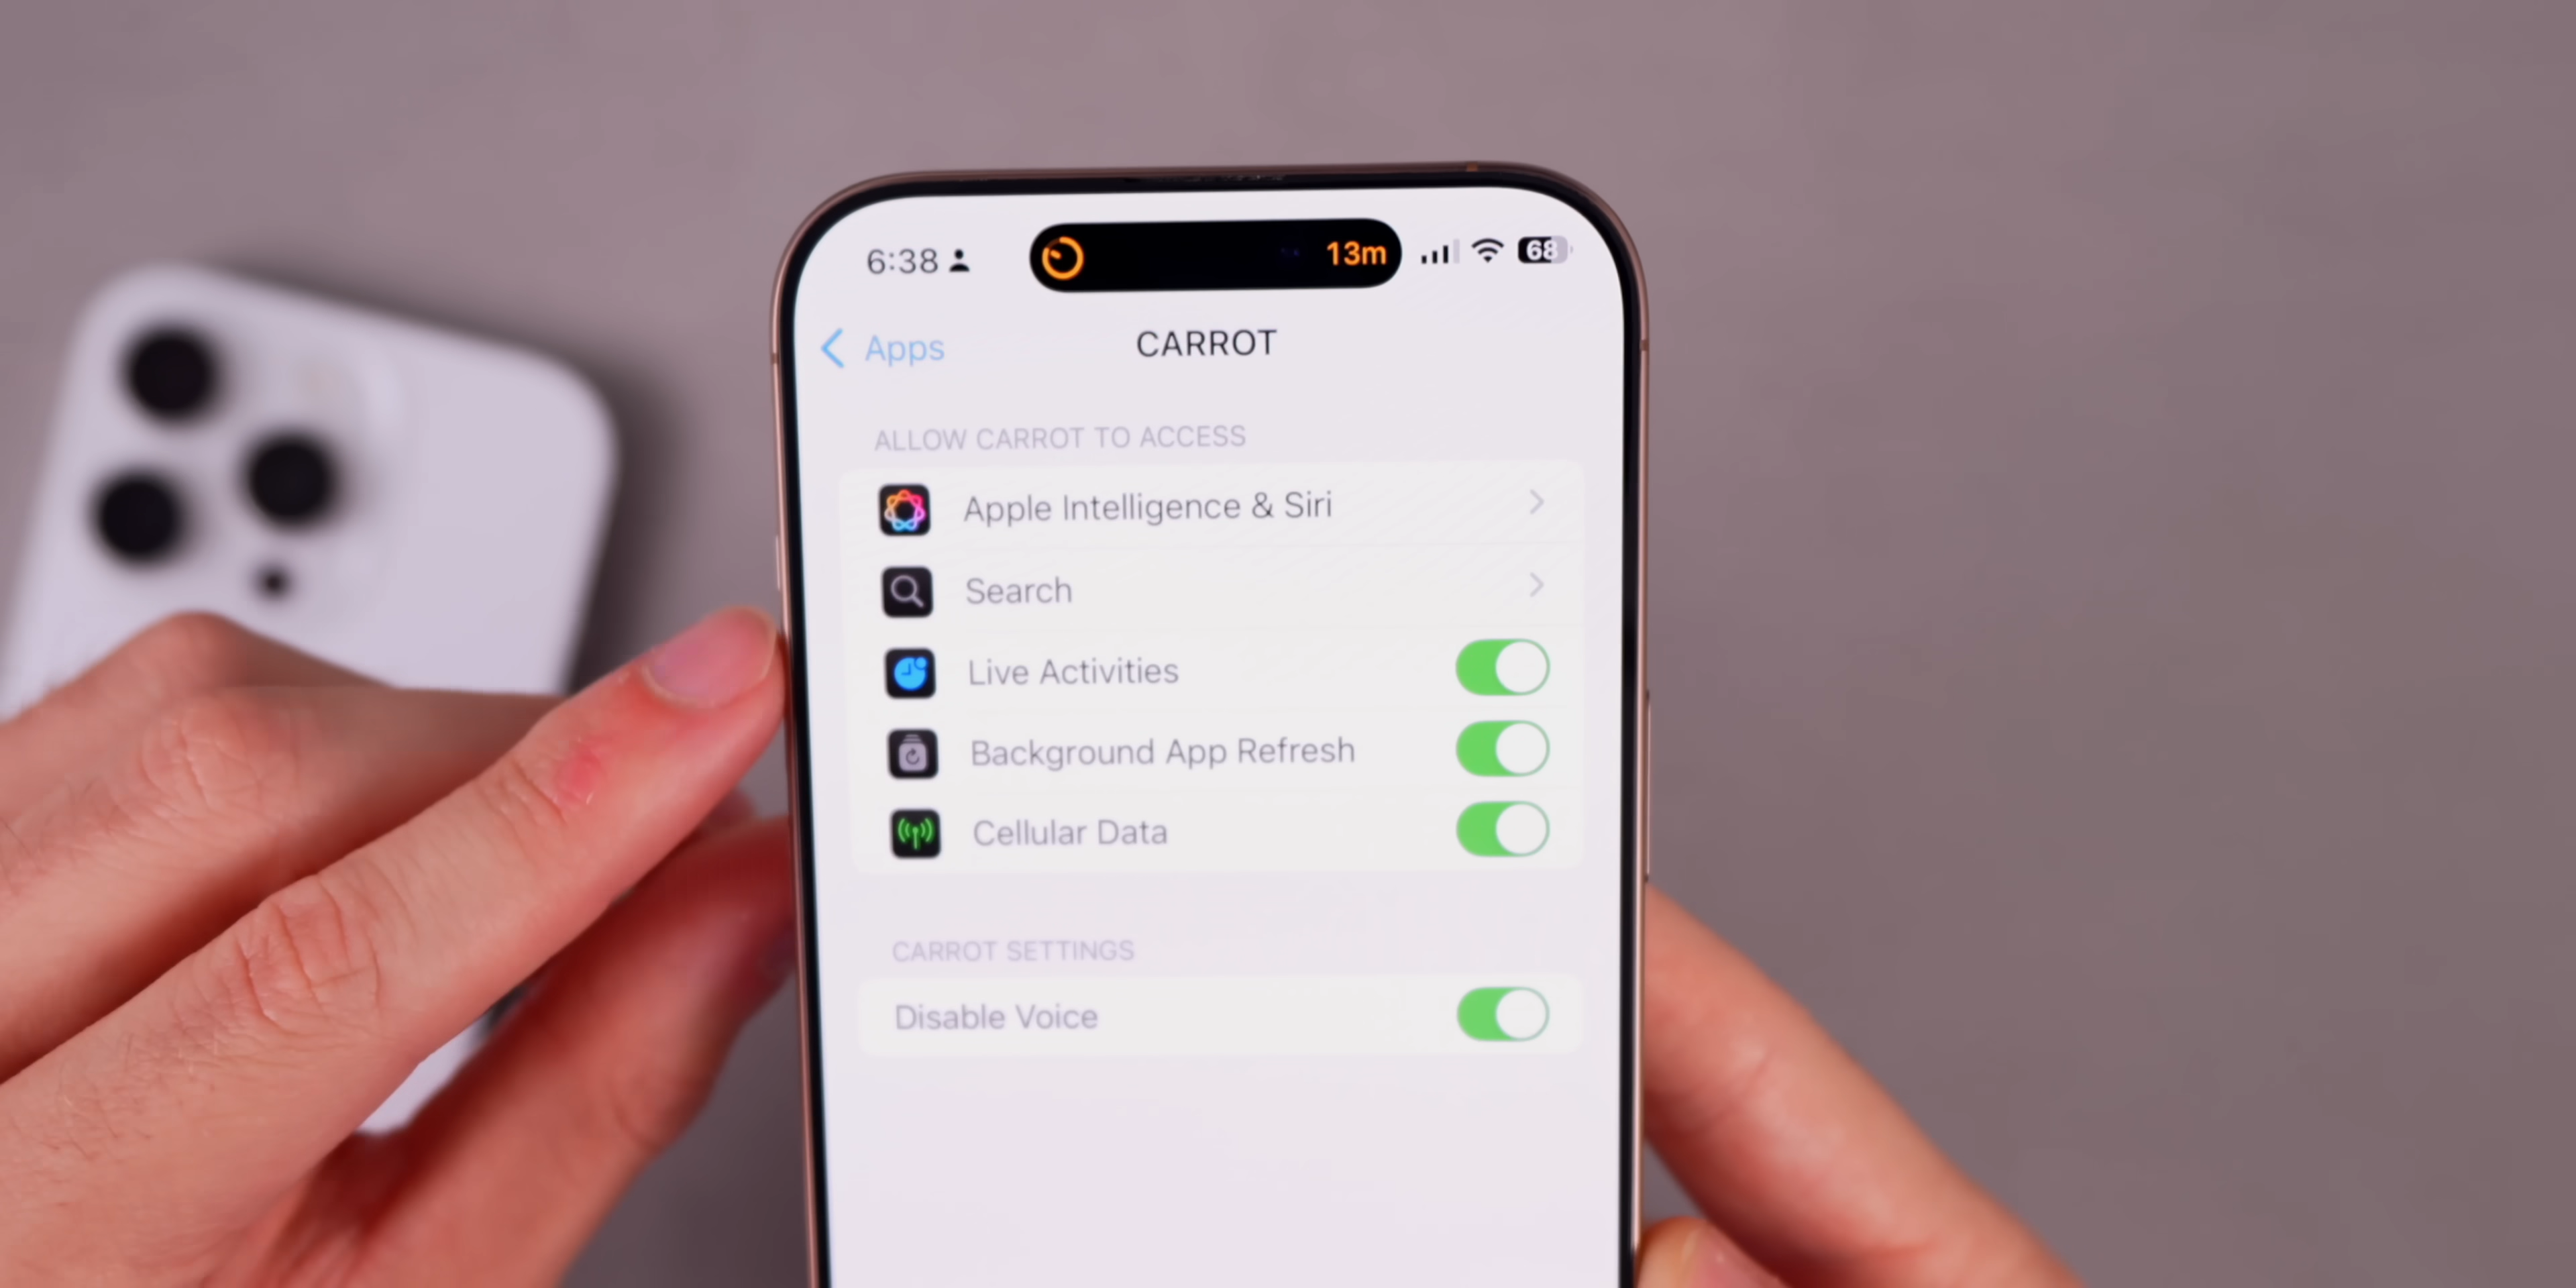 6:38 13m 68
Apps CARROT
ALLOW CARROT TO ACCESS
Apple Intelligence & Siri
Search
Live Activities
Background App Refresh
Cellular Data
CARROT SETTINGS
Disable Voice